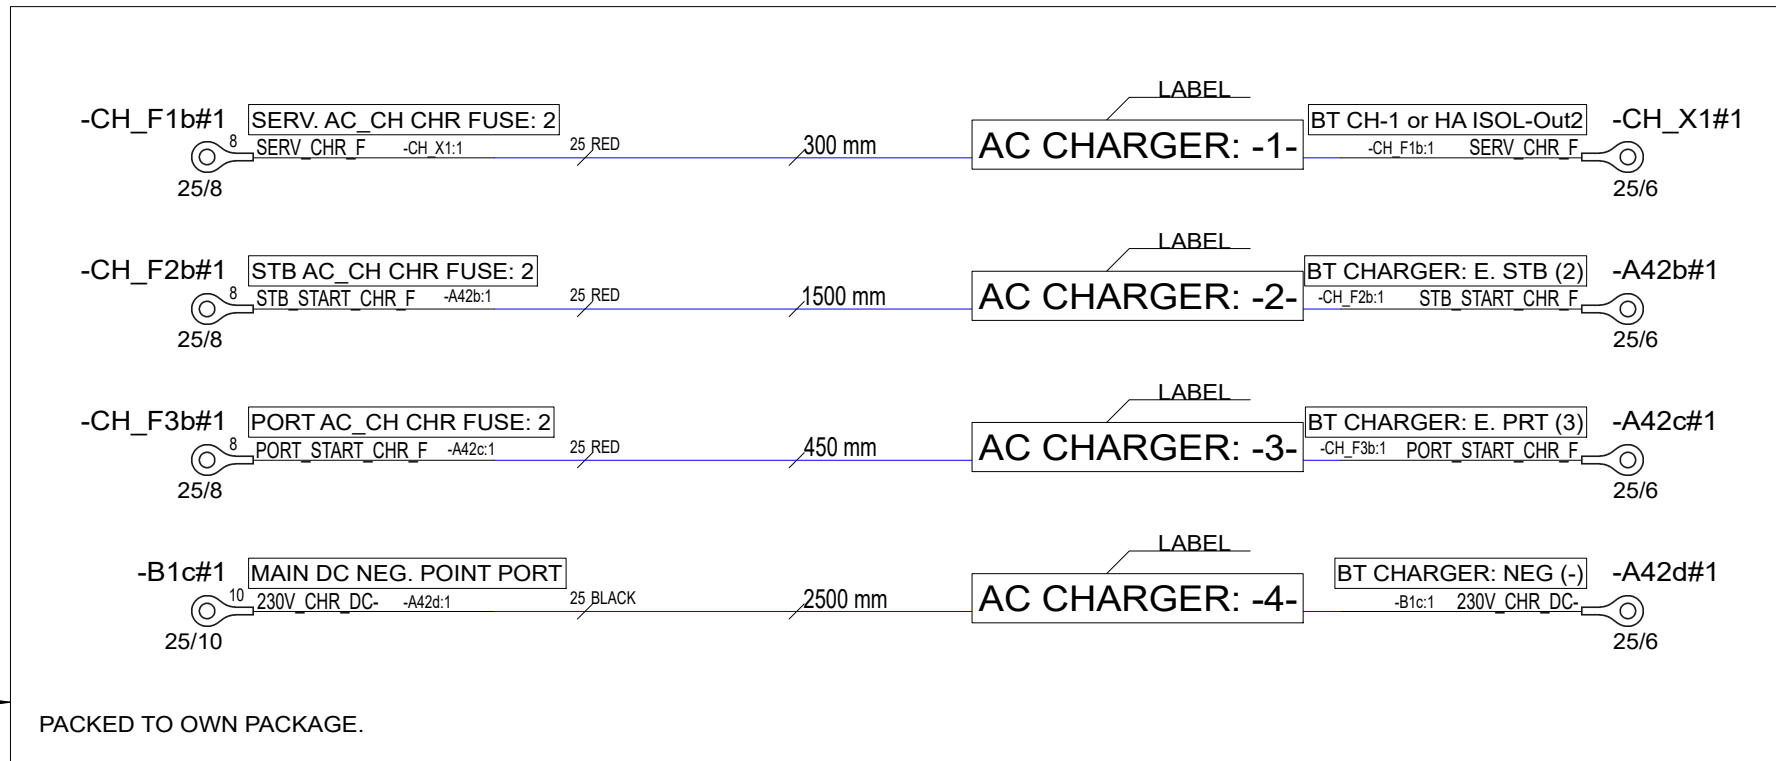 LABEL
-CH_F1b#1 SERV. AC_CH CHR FUSE: 2 AC CHARGER: -1- BT CH-1 or HA ISOL-Out2 -CH_X1#1
8 SERV_CHR_F -CH_X1:1 25 RED 300 mm -CH_F1b:1 SERV_CHR_F
25/8 25/6
LABEL
-CH_F2b#1 STB AC_CH CHR FUSE: 2 AC CHARGER: -2- BT CHARGER: E. STB (2) -A42b#1
8 STB_START_CHR_F -A42b:1 25 RED 1500 mm -CH_F2b:1 STB_START_CHR_F
25/8 25/6
LABEL
-CH_F3b#1 PORT AC_CH CHR FUSE: 2 AC CHARGER: -3- BT CHARGER: E. PRT (3) -A42c#1
8 PORT_START_CHR_F -A42c:1 25 RED 450 mm -CH_F3b:1 PORT_START_CHR_F
25/8 25/6
LABEL
-B1c#1 MAIN DC NEG. POINT PORT AC CHARGER: -4- BT CHARGER: NEG (-) -A42d#1
10 230V_CHR_DC- -A42d:1 25 BLACK 2500 mm -B1c:1 230V_CHR_DC-
25/10 25/6
PACKED TO OWN PACKAGE.